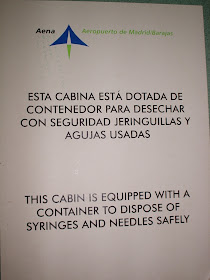 Aena Aeropuerto de Madrid-Barajas
ESTA CABINA ESTÁ DOTADA DE
CONTENEDOR PARA DESECHAR
CON SEGURIDAD JERINGUILLAS Y
AGUJAS USADAS
THIS CABIN IS EQUIPPED WITH A
CONTAINER TO DISPOSE OF
SYRINGES AND NEEDLES SAFELY